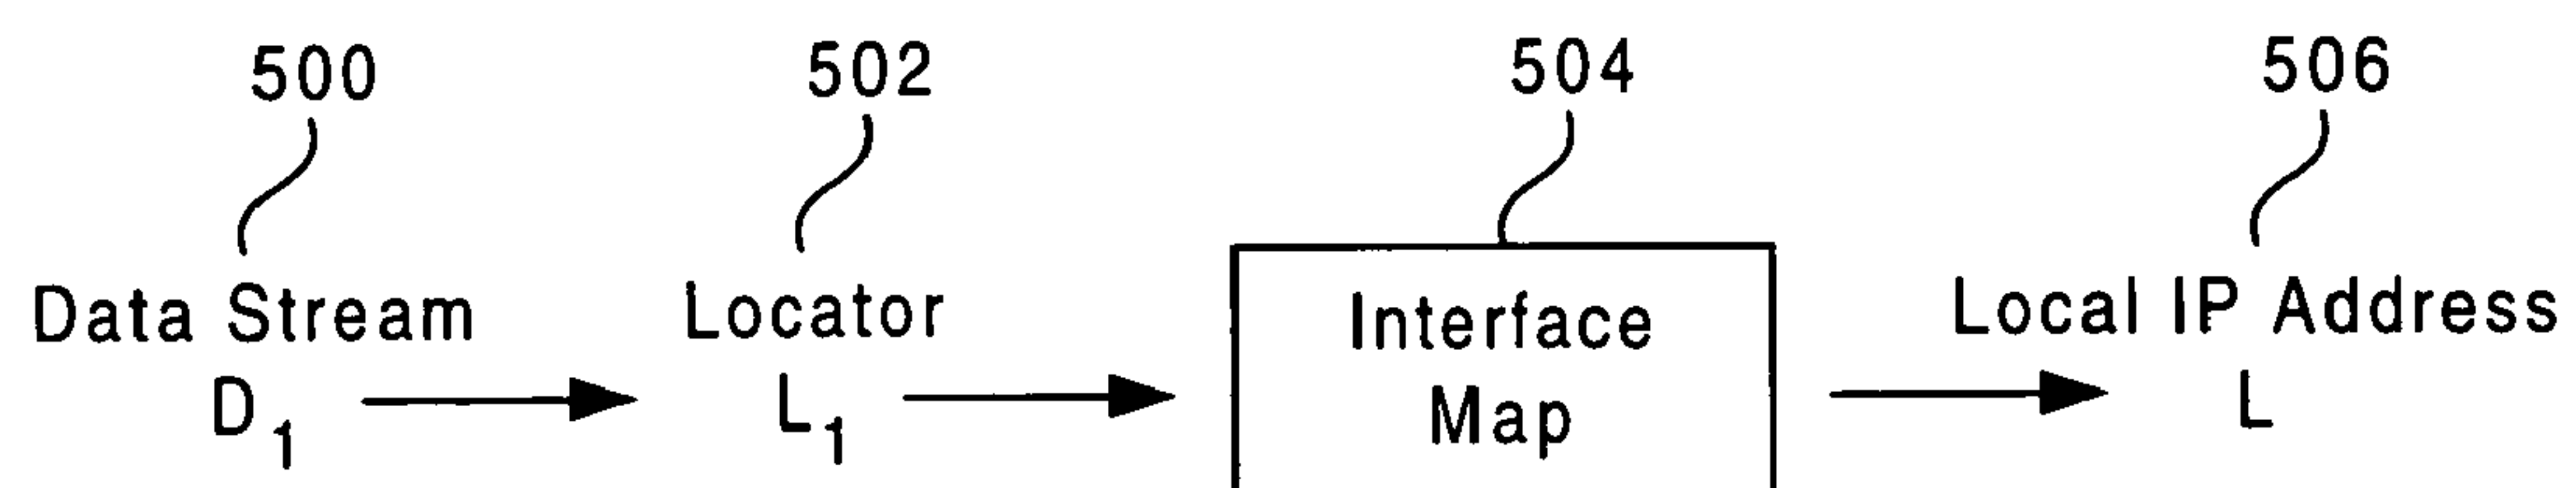 500 502 504 506
Data Stream Locator Interface Local IP Address
D₁ L₁ Map L